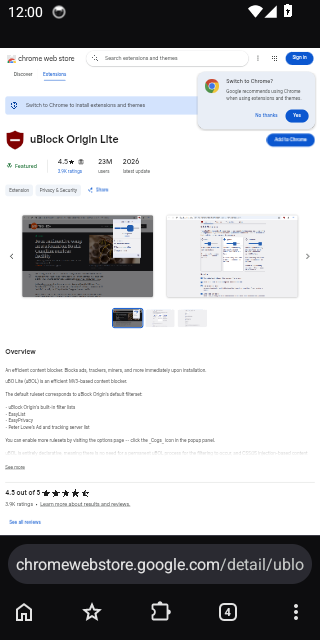 12:00
chrome web store
Search extensions and themes
Sign in
Discover
Extensions
Switch to Chrome?
Google recommends using Chrome when using extensions and themes
No thanks
Yes
Switch to Chrome to install extensions and themes
uBlock Origin Lite
Add to Chrome
Featured
4.5★
3.9K ratings
23M
users
2026
latest update
Extension
Privacy & Security
Share
Overview
An efficient content blocker. Blocks ads, trackers, miners, and more immediately upon installation.
uBO Lite (uBOL) is an efficient MV3-based content blocker.
The default ruleset corresponds to uBlock Origin's default filterset:
- uBlock Origin's built-in filter lists
- EasyList
- EasyPrivacy
- Peter Lowe's Ad and tracking server list
You can enable more rulesets by visiting the options page -- click the _Cogs_ icon in the popup panel.
See more
4.5 out of 5
3.9K ratings • Learn more about results and reviews.
See all reviews
chromewebstore.google.com/detail/ublo
4